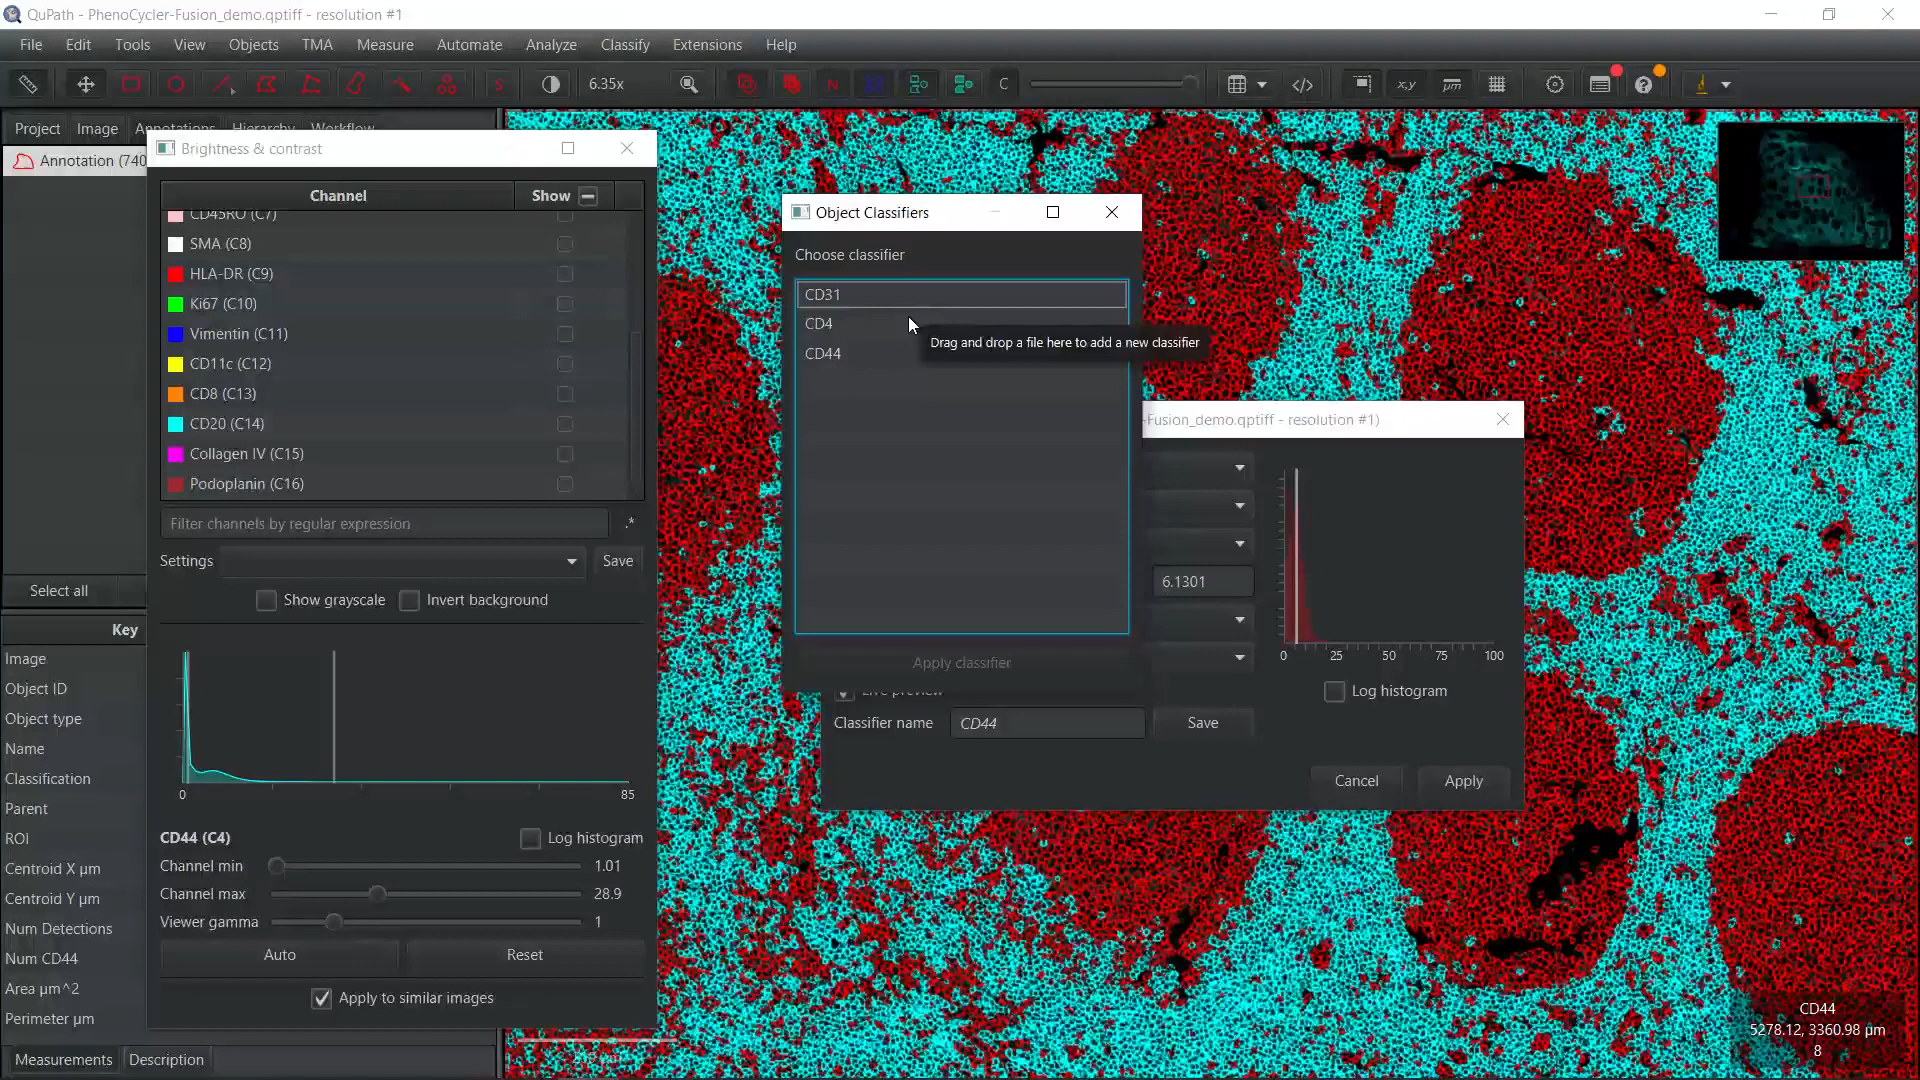 QuPath - PhenoCycler-Fusion_demo.qptiff - resolution #1
File Edit Tools View Objects TMA Measure Automate Analyze Classify Extensions Help
6.35x
C
x,y
µm
Project Image Annotations Hierarchy Workflow
Annotation (740
Brightness & contrast
Channel Show
CD45RO (C7)
SMA (C8)
HLA-DR (C9)
Ki67 (C10)
Vimentin (C11)
CD11c (C12)
CD8 (C13)
CD20 (C14)
Collagen IV (C15)
Podoplanin (C16)
Filter channels by regular expression
.*
Settings
Save
Show grayscale
Invert background
0
85
CD44 (C4)
Log histogram
Channel min
1.01
Channel max
28.9
Viewer gamma
1
Auto
Reset
Apply to similar images
Select all
Key
Image
Object ID
Object type
Name
Classification
Parent
ROI
Centroid X µm
Centroid Y µm
Num Detections
Num CD44
Area µm^2
Perimeter µm
Measurements
Description
Object Classifiers
Choose classifier
CD31
CD4
CD44
Drag and drop a file here to add a new classifier
Apply classifier
-Fusion_demo.qptiff - resolution #1)
6.1301
0 25 50 75 100
Log histogram
Live preview
Classifier name
CD44
Save
Cancel
Apply
CD44
5278.12, 3360.98 µm
8